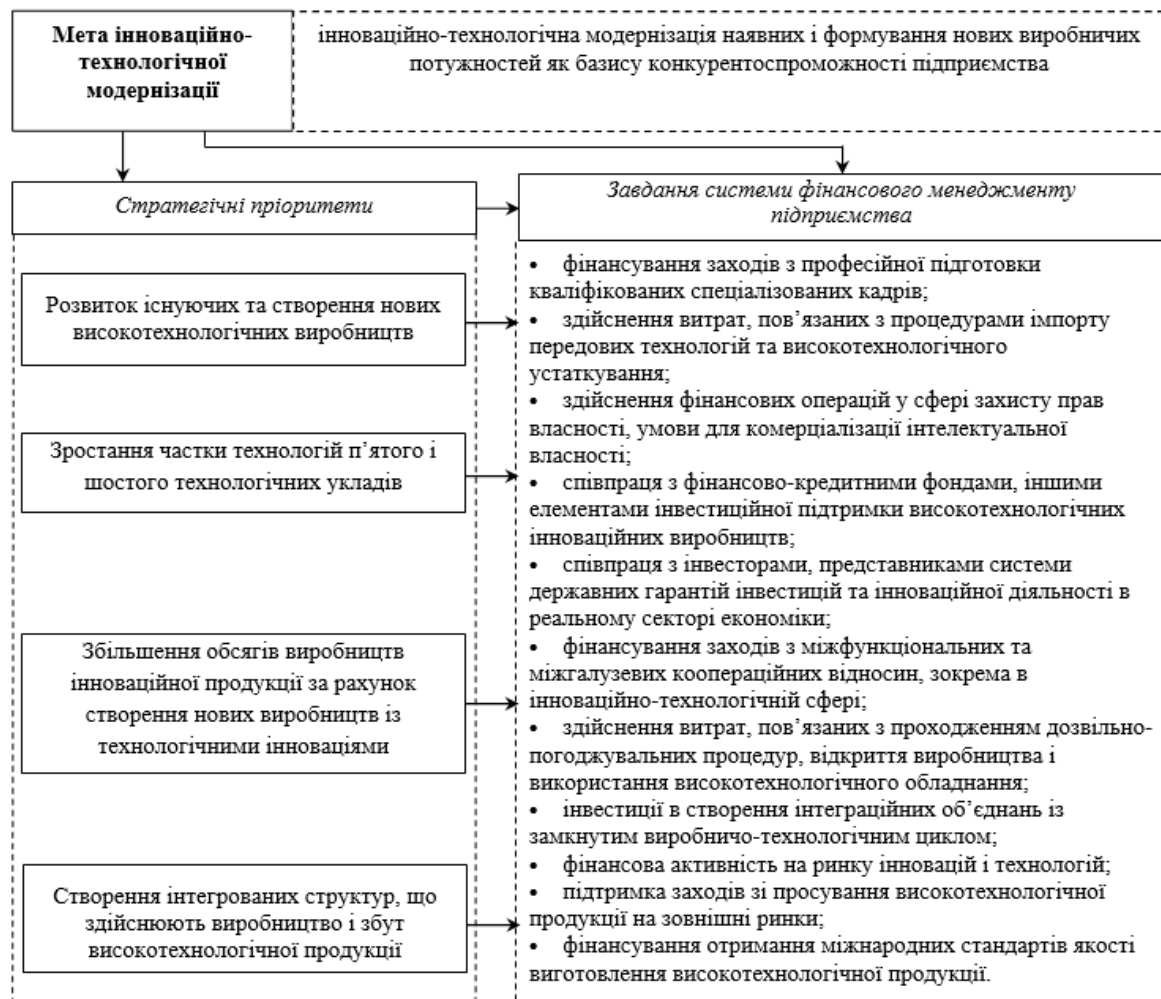 Мета інноваційно-
технологічної
модернізації
інноваційно-технологічна модернізація наявних і формування нових виробничих
потужностей як базису конкурентоспроможності підприємства
Стратегічні пріоритети
Завдання системи фінансового менеджменту
підприємства
Розвиток існуючих та створення нових
високотехнологічних виробництв
Зростання частки технологій п’ятого і
шостого технологічних укладів
Збільшення обсягів виробництв
інноваційної продукції за рахунок
створення нових виробництв із
технологічними інноваціями
Створення інтегрованих структур, що
здійснюють виробництво і збут
високотехнологічної продукції
• фінансування заходів з професійної підготовки
кваліфікованих спеціалізованих кадрів;
• здійснення витрат, пов’язаних з процедурами імпорту
передових технологій та високотехнологічного
устаткування;
• здійснення фінансових операцій у сфері захисту прав
власності, умови для комерціалізації інтелектуальної
власності;
• співпраця з фінансово-кредитними фондами, іншими
елементами інвестиційної підтримки високотехнологічних
інноваційних виробництв;
• співпраця з інвесторами, представниками системи
державних гарантій інвестицій та інноваційної діяльності в
реальному секторі економіки;
• фінансування заходів з міжфункціональних та
міжгалузевих коопераційних відносин, зокрема в
інноваційно-технологічній сфері;
• здійснення витрат, пов’язаних з проходженням дозвільно-
погоджувальних процедур, відкриття виробництва і
використання високотехнологічного обладнання;
• інвестиції в створення інтеграційних об’єднань із
замкнутим виробничо-технологічним циклом;
• фінансова активність на ринку інновацій і технологій;
• підтримка заходів зі просування високотехнологічної
продукції на зовнішні ринки;
• фінансування отримання міжнародних стандартів якості
виготовлення високотехнологічної продукції.